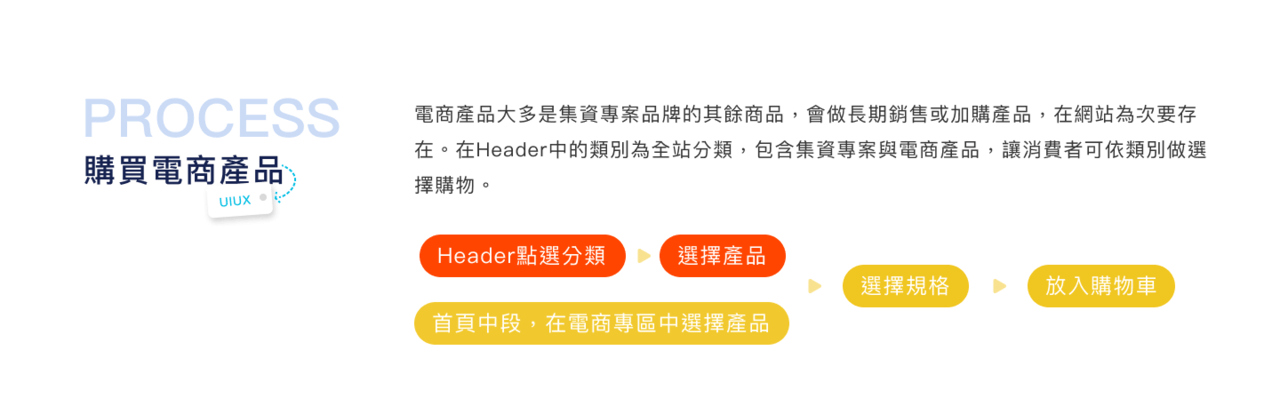 PROCESS
購買電商產品
UIUX
電商產品大多是集資專案品牌的其餘商品，會做長期銷售或加購產品，在網站為次要存
在。在Header中的類別為全站分類，包含集資專案與電商產品，讓消費者可依類別做選
擇購物。
Header點選分類
選擇產品
首頁中段，在電商專區中選擇產品
選擇規格
放入購物車